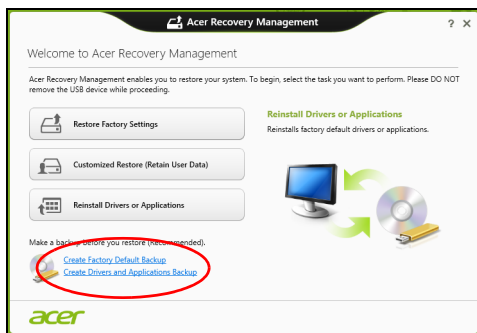 Acer Recovery Management
? X
Welcome to Acer Recovery Management
Acer Recovery Management enables you to restore your system. To begin, select the task you want to perform. Please DO NOT
remove the USB device while proceeding.
Restore Factory Settings
Customized Restore (Retain User Data)
Reinstall Drivers or Applications
Reinstall Drivers or Applications
Reinstalls factory default drivers or applications.
Make a backup before you restore (Recommended).
Create Factory Default Backup
Create Drivers and Applications Backup
acer